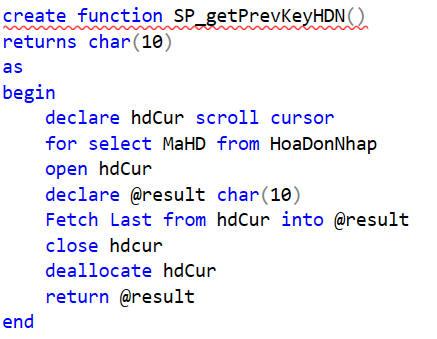 create function SP_getPrevKeyHDN()
returns char(10)
as
begin
    declare hdCur scroll cursor
    for select MaHD from HoaDonNhap
    open hdCur
    declare @result char(10)
    Fetch Last from hdCur into @result
    close hdcur
    deallocate hdCur
    return @result
end